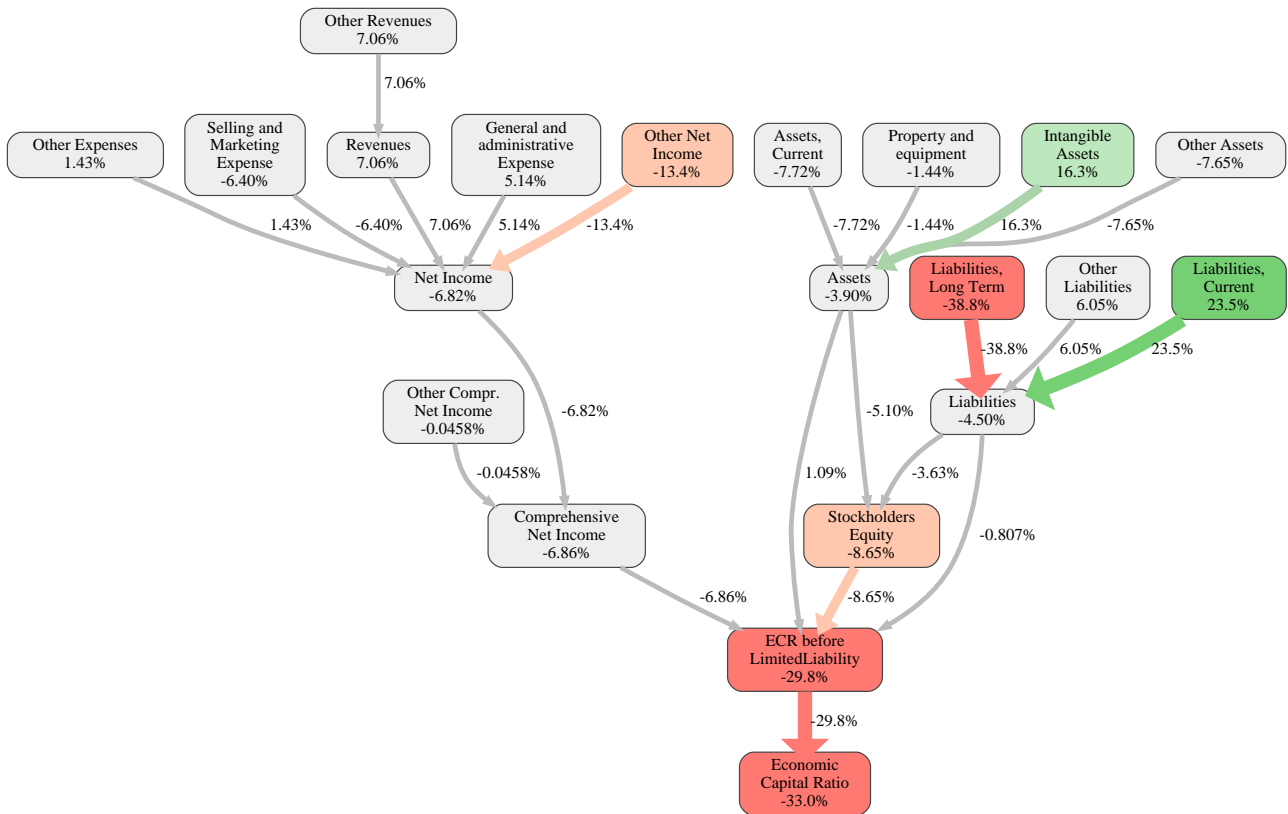 Other Revenues
7.06%
7.06%
Other Expenses
1.43%
Selling and
Marketing
Expense
-6.40%
Revenues
7.06%
General and
administrative
Expense
5.14%
Other Net
Income
-13.4%
Assets,
Current
-7.72%
Property and
equipment
-1.44%
Intangible
Assets
16.3%
Other Assets
-7.65%
1.43%
-6.40%
7.06%
5.14%
-13.4%
-7.72%
-1.44%
16.3%
-7.65%
Net Income
-6.82%
Assets
-3.90%
Liabilities,
Long Term
-38.8%
Other
Liabilities
6.05%
Liabilities,
Current
23.5%
-38.8%
6.05%
23.5%
Other Compr.
Net Income
-0.0458%
-6.82%
-5.10%
Liabilities
-4.50%
-0.0458%
1.09%
-3.63%
Comprehensive
Net Income
-6.86%
Stockholders
Equity
-8.65%
-0.807%
-6.86%
-8.65%
ECR before
LimitedLiability
-29.8%
-29.8%
Economic
Capital Ratio
-33.0%